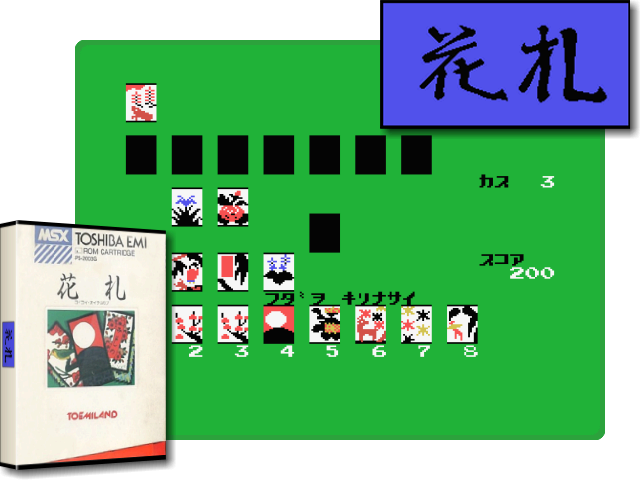 花札
カス 3
スコア
200
フダヲ キリナサイ
2 3 4 5 6 7 8
MSX
TOSHIBA EMI
ROM CARTRIDGE
花札
TOEMILAND
花札